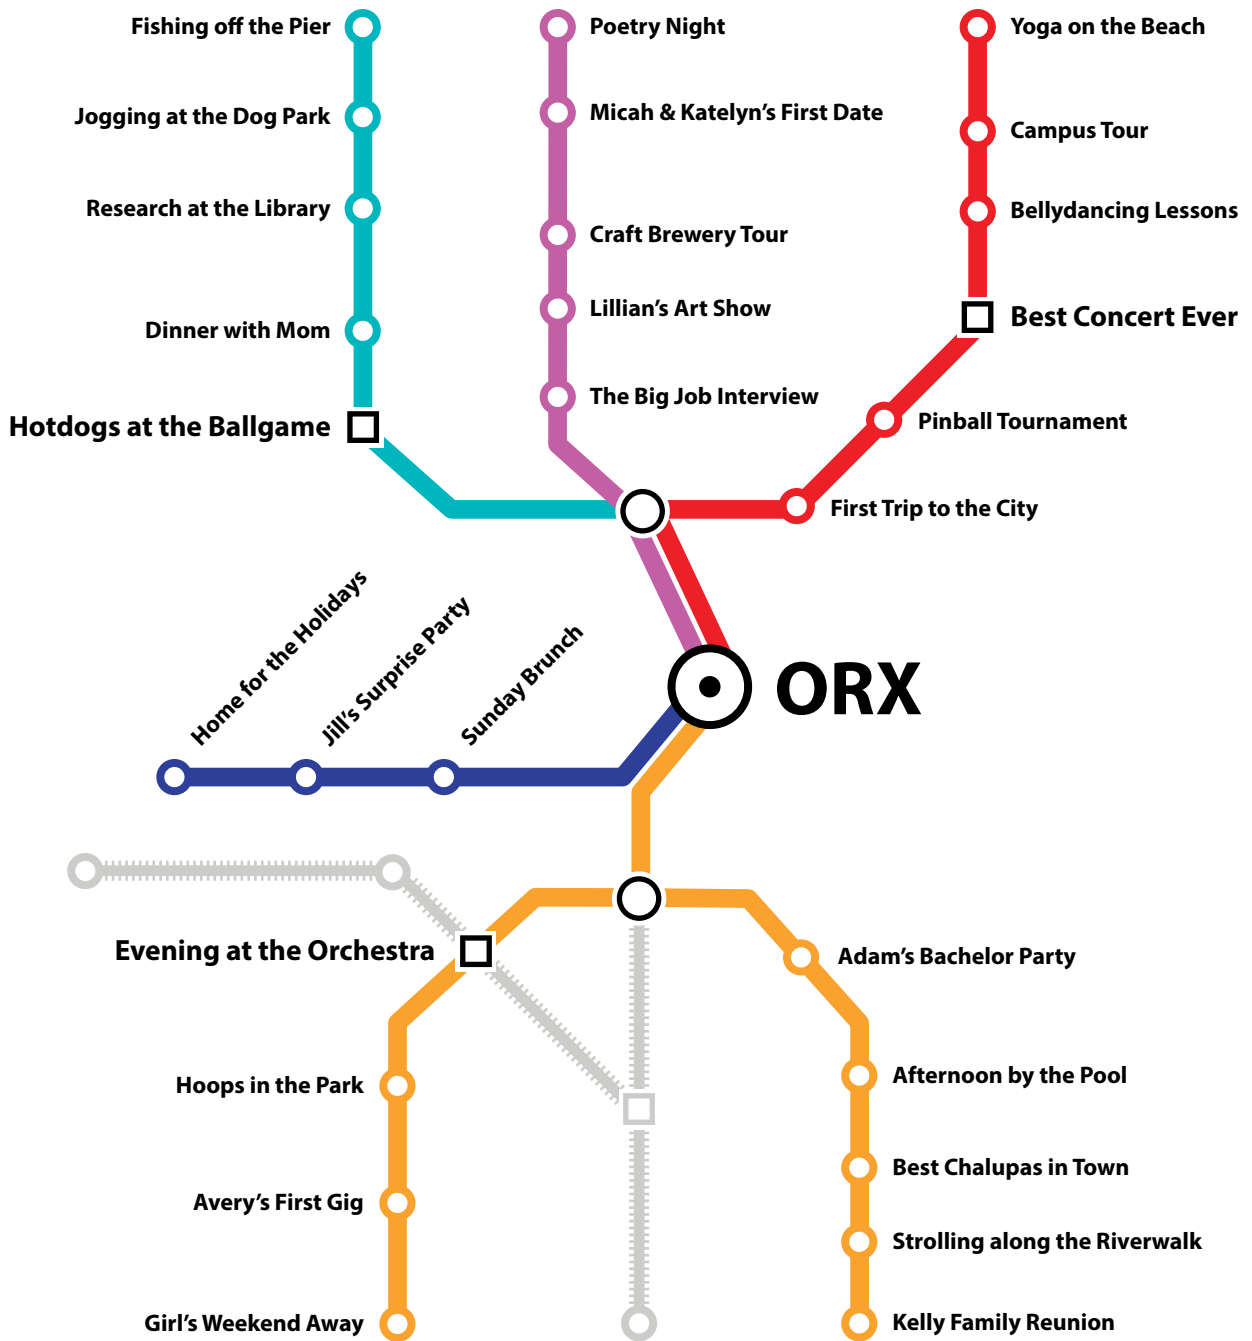 Fishing off the Pier
Poetry Night
Yoga on the Beach
Jogging at the Dog Park
Micah & Katelyn's First Date
Campus Tour
Research at the Library
Craft Brewery Tour
Bellydancing Lessons
Dinner with Mom
Lillian's Art Show
Best Concert Ever
Hotdogs at the Ballgame
The Big Job Interview
Pinball Tournament
First Trip to the City
Home for the Holidays
Jill's Surprise Party
Sunday Brunch
ORX
Evening at the Orchestra
Adam's Bachelor Party
Hoops in the Park
Afternoon by the Pool
Best Chalupas in Town
Avery's First Gig
Strolling along the Riverwalk
Girl's Weekend Away
Kelly Family Reunion